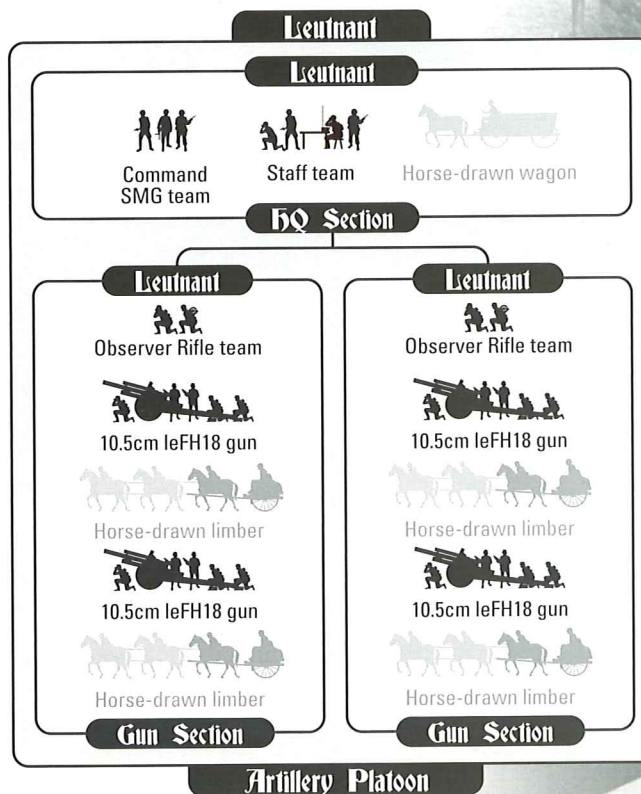 Leutnant
Leutnant
Command
SMG team
Staff team
Horse-drawn wagon
HQ Section
Leutnant
Observer Rifle team
10.5cm leFH18 gun
Horse-drawn limber
10.5cm leFH18 gun
Horse-drawn limber
Gun Section
Leutnant
Observer Rifle team
10.5cm leFH18 gun
Horse-drawn limber
10.5cm leFH18 gun
Horse-drawn limber
Gun Section
Artillery Platoon